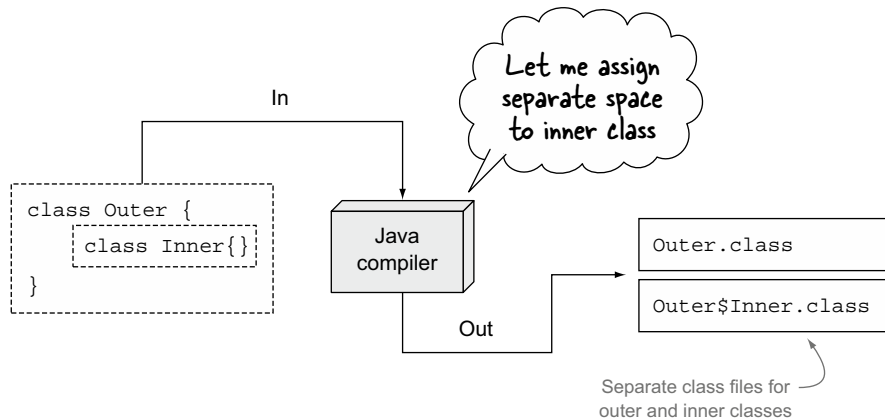 Let me assign
separate space
to inner class
In
class Outer {
class Inner{}
}
Java
compiler
Out
Outer.class
Outer$Inner.class
Separate class files for
outer and inner classes